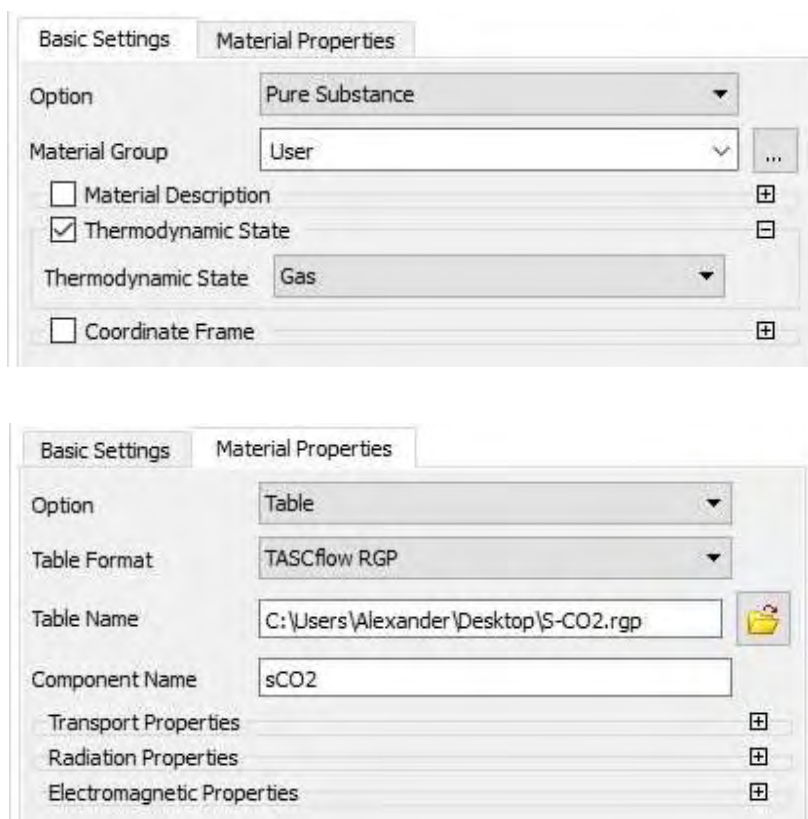 Basic Settings Material Properties
Option Pure Substance
Material Group User ...
Material Description
Thermodynamic State
Thermodynamic State Gas
Coordinate Frame
Basic Settings Material Properties
Option Table
Table Format TASCflow RGP
Table Name C:\Users\Alexander\Desktop\S-CO2.rgp
Component Name sCO2
Transport Properties
Radiation Properties
Electromagnetic Properties